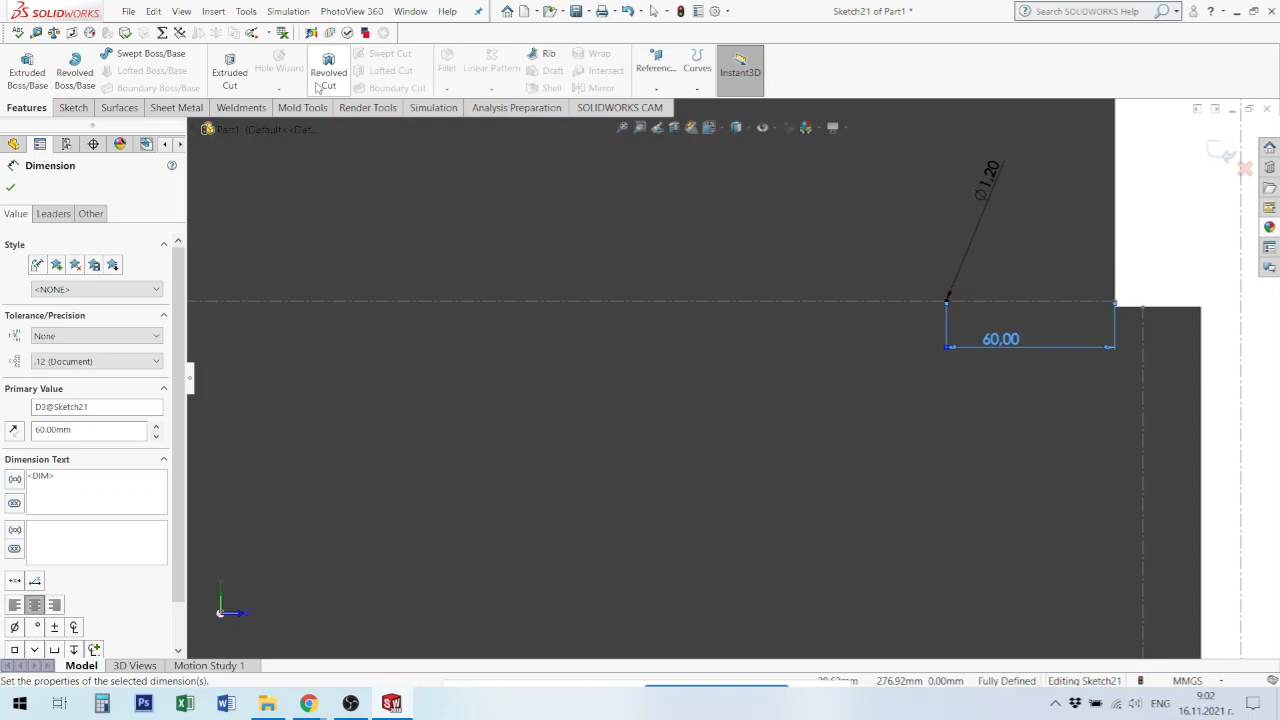 SOLIDWORKS File Edit View Insert Tools Simulation PhotoView 360 Window Help Sketch21 of Part1 * Search SOLIDWORKS Help
Extruded Boss/Base
Revolved Boss/Base
Swept Boss/Base
Lofted Boss/Base
Boundary Boss/Base
Extruded Cut
Hole Wizard
Revolved Cut
Swept Cut
Lofted Cut
Boundary Cut
Fillet
Linear Pattern
Rib
Draft
Shell
Wrap
Intersect
Mirror
Referenc...
Curves
Instant3D
Features Sketch Surfaces Sheet Metal Weldments Mold Tools Render Tools Simulation Analysis Preparation SOLIDWORKS CAM
Part1 (Default<<Def...
Dimension
Value Leaders Other
Style
<NONE>
Tolerance/Precision
None
.12 (Document)
Primary Value
D3@Sketch21
60.00mm
Dimension Text
<DIM>
∅ 1,20
60,00
Model 3D Views Motion Study 1
Set the properties of the selected dimension(s).
276.92mm 0.00mm Fully Defined Editing Sketch21 MMGS
ENG 9:02
16.11.2021 г.